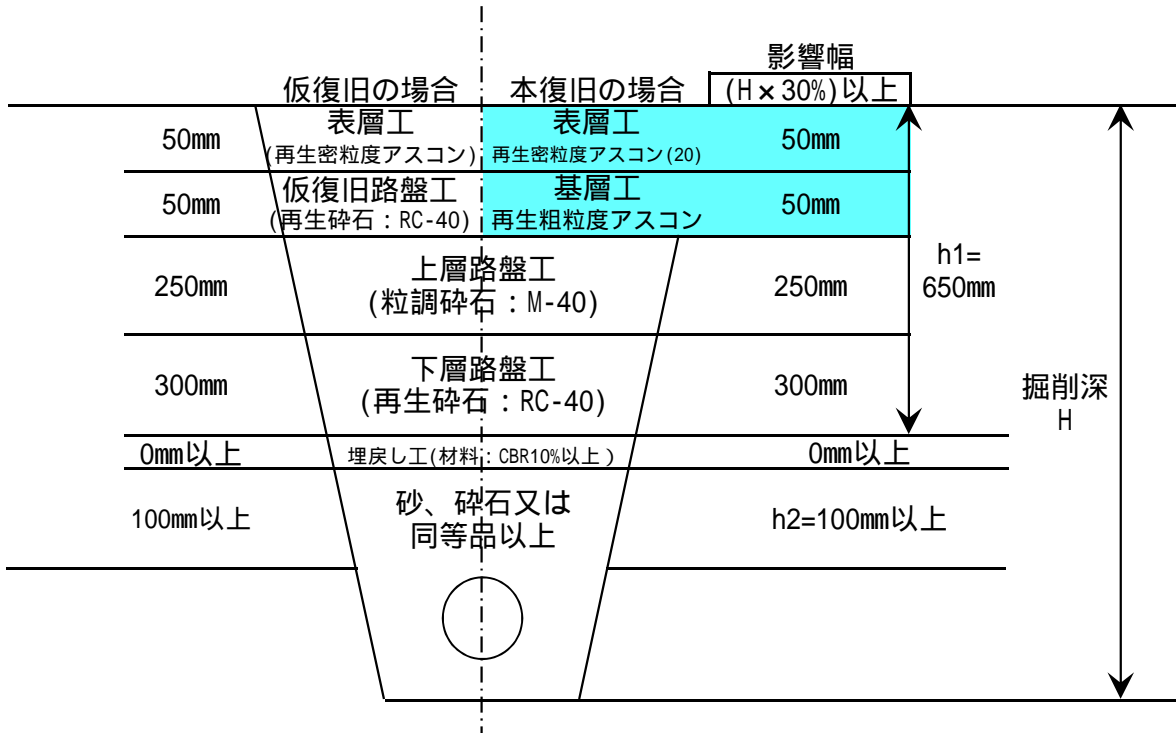 影響幅
仮復旧の場合 本復旧の場合 (H×30%)以上
50㎜ 表層工 表層工 50㎜
(再生密粒度アスコン) 再生密粒度アスコン(20)
50㎜ 仮復旧路盤工 基層工 50㎜
(再生砕石：RC-40) 再生粗粒度アスコン
250㎜ 上層路盤工 250㎜ h1=
(粒調砕石：M-40) 650㎜
300㎜ 下層路盤工 300㎜ 掘削深
(再生砕石：RC-40) H
0㎜以上 埋戻し工(材料：CBR10%以上) 0㎜以上
100㎜以上 砂、砕石又は h2=100㎜以上
同等品以上